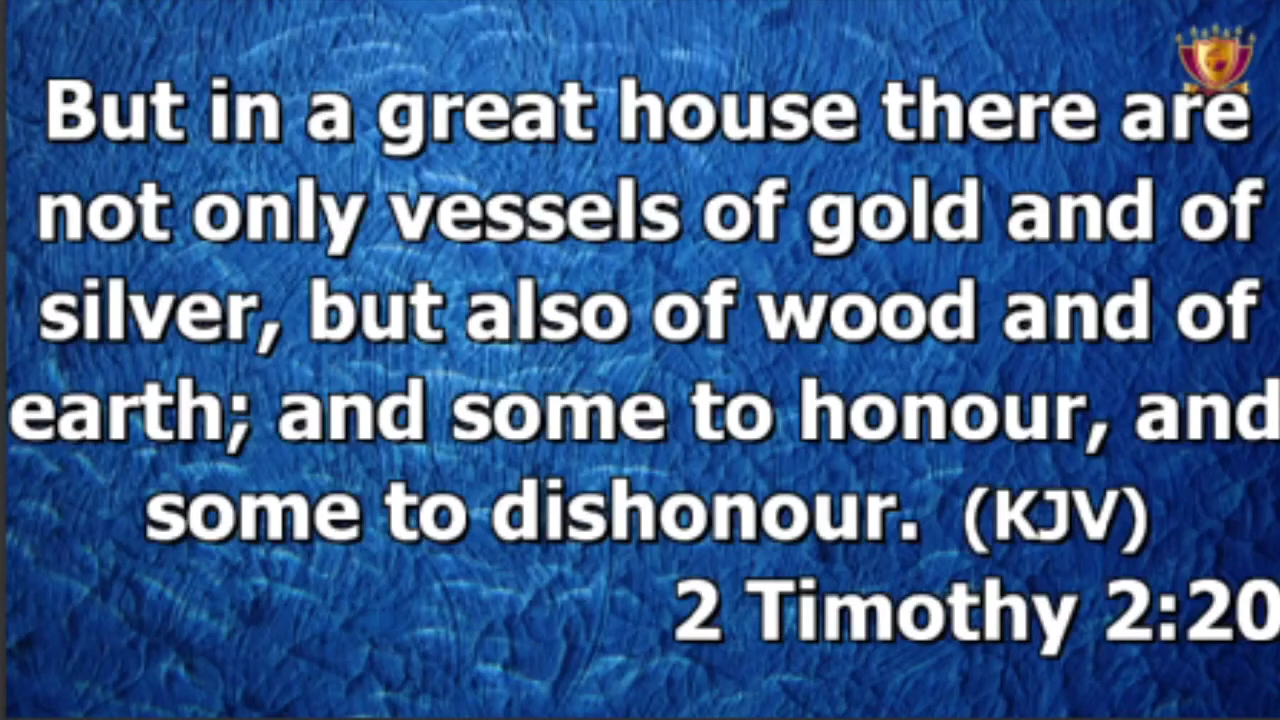 But in a great house there are
not only vessels of gold and of
silver, but also of wood and of
earth; and some to honour, and
some to dishonour. (KJV)
2 Timothy 2:20